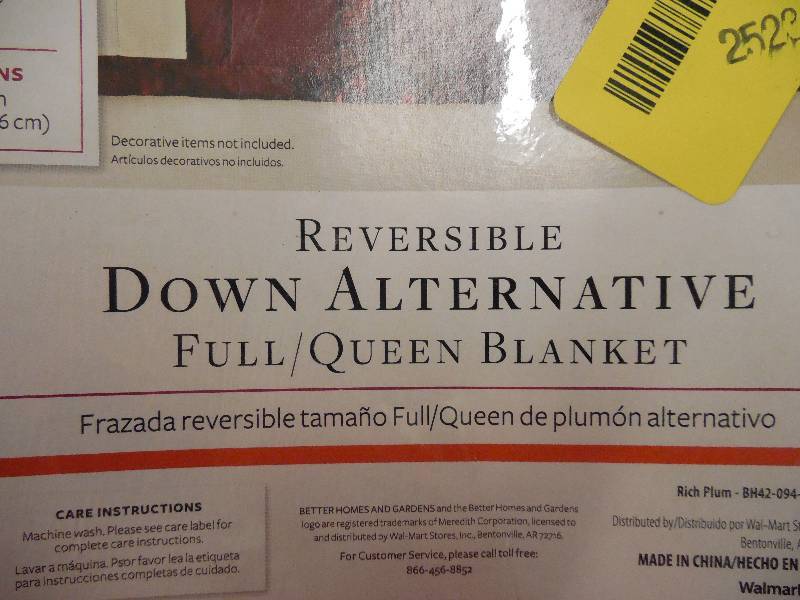 NS
6 cm)
2523
Decorative items not included.
Artículos decorativos no incluidos.
REVERSIBLE
DOWN ALTERNATIVE
FULL/QUEEN BLANKET
Frazada reversible tamaño Full/Queen de plumón alternativo
CARE INSTRUCTIONS
Machine wash. Please see care label for
complete care instructions.
Lavar a máquina. Psor favor lea la etiqueta
para instrucciones completas de cuidado.
BETTER HOMES AND GARDENS and the Better Homes and Gardens
logo are registered trademarks of Meredith Corporation, licensed to
and distributed by Wal-Mart Stores, Inc., Bentonville, AR 72716.
For Customer Service, please call toll free:
866-456-8852
Rich Plum - BH42-094-
Distributed by/Distribuido por Wal-Mart S
Bentonville, A
MADE IN CHINA/HECHO EN
Walmar